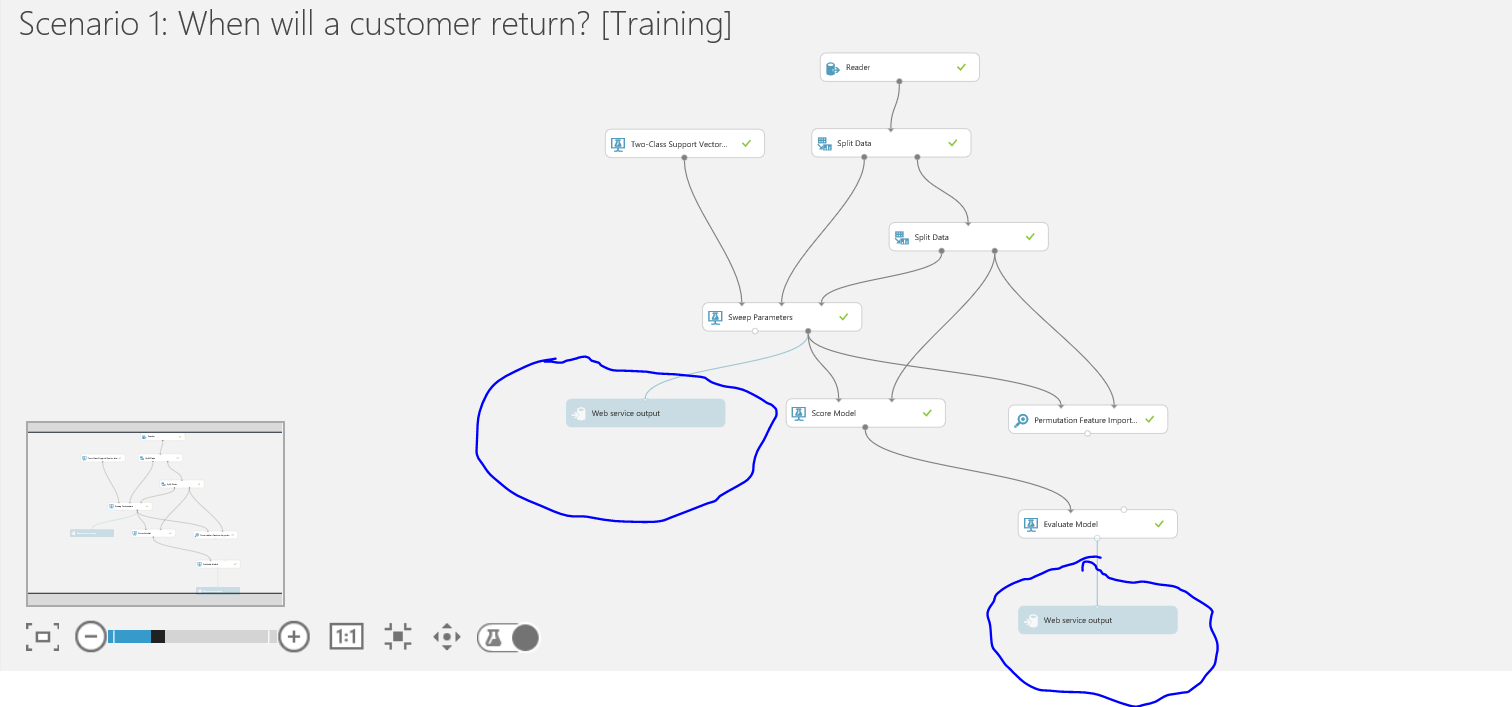 Scenario 1: When will a customer return? [Training]
Reader
Two-Class Support Vector...
Split Data
Split Data
Sweep Parameters
Web service output
Score Model
Permutation Feature Import...
Evaluate Model
Web service output
1:1